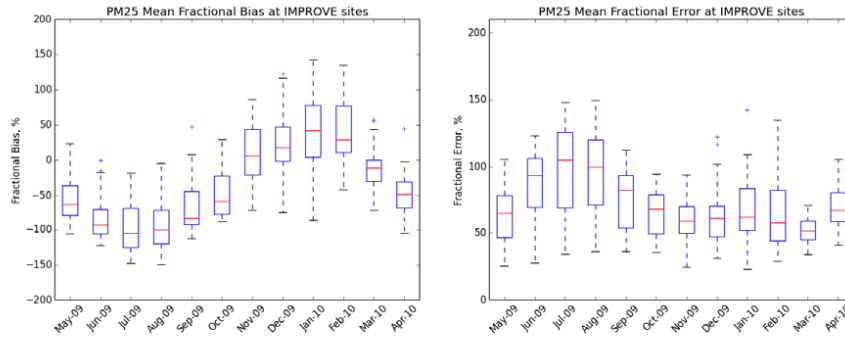 PM25 Mean Fractional Bias at IMPROVE sites
200
150
100
50
0
−50
−100
−150
−200
Fractional Bias, %
May-09
Jun-09
Jul-09
Aug-09
Sep-09
Oct-09
Nov-09
Dec-09
Jan-10
Feb-10
Mar-10
Apr-10
PM25 Mean Fractional Error at IMPROVE sites
200
150
100
50
0
Fractional Error, %
May-09
Jun-09
Jul-09
Aug-09
Sep-09
Oct-09
Nov-09
Dec-09
Jan-10
Feb-10
Mar-10
Apr-10